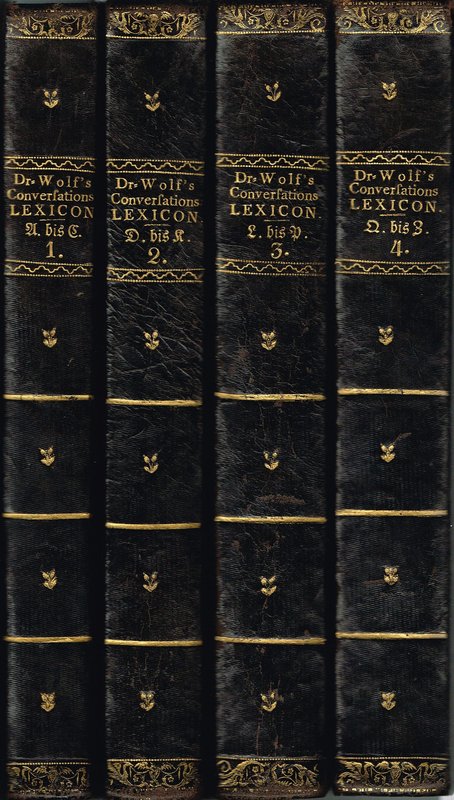 Dr. Wolf's
Converſations
LEXICON
A. bis C.
1.
Dr. Wolf's
Converſations
LEXICON.
D. bis K.
2.
Dr. Wolf's
Converſations
LEXICON.
L. bis P.
3.
Dr. Wolf's
Converſations
LEXICON.
Q. bis Z.
4.